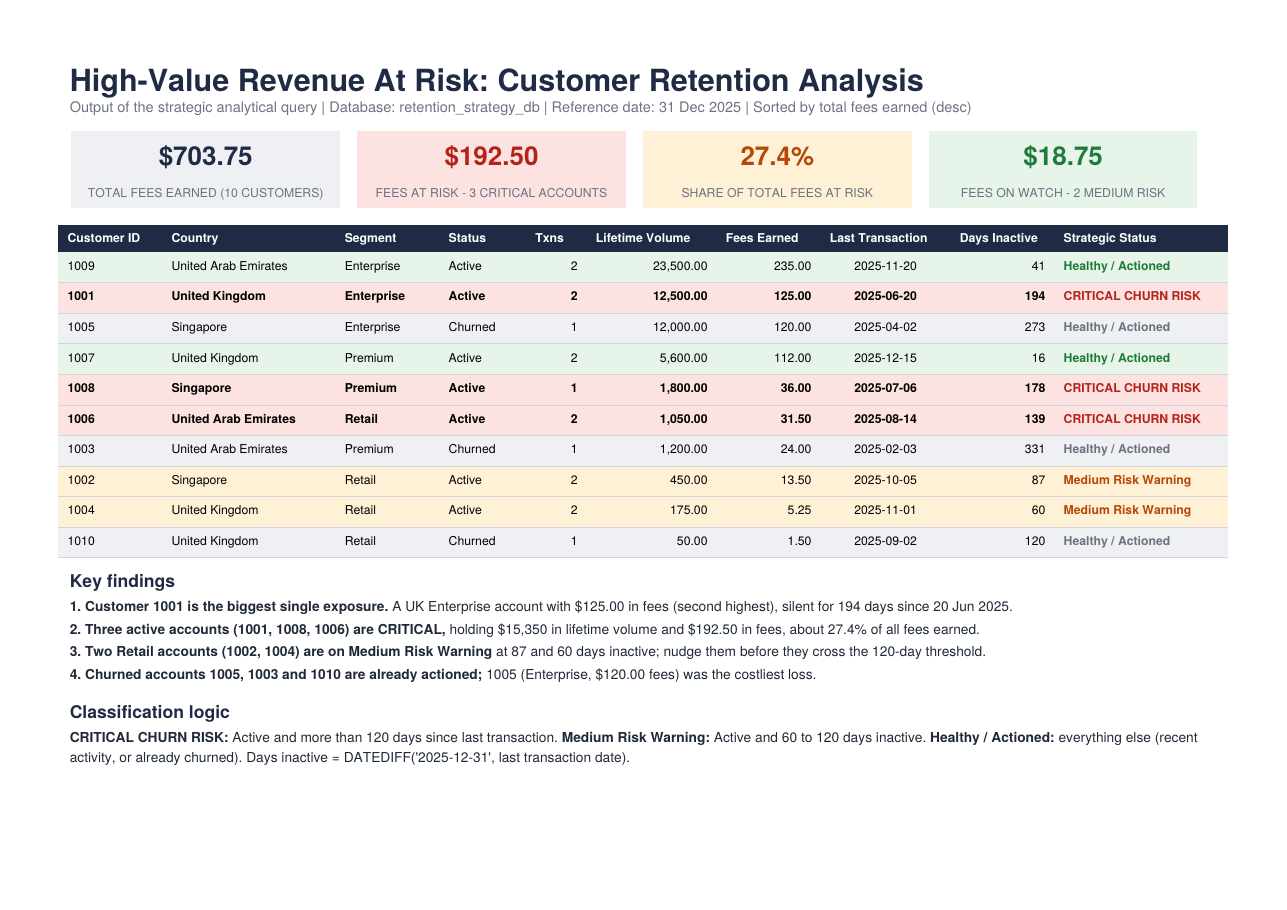 High-Value Revenue At Risk: Customer Retention Analysis
Output of the strategic analytical query | Database: retention_strategy_db | Reference date: 31 Dec 2025 | Sorted by total fees earned (desc)
$703.75 $192.50 27.4% $18.75
TOTAL FEES EARNED (10 CUSTOMERS) FEES AT RISK - 3 CRITICAL ACCOUNTS SHARE OF TOTAL FEES AT RISK FEES ON WATCH - 2 MEDIUM RISK
Customer ID Country Segment Status Txns Lifetime Volume Fees Earned Last Transaction Days Inactive Strategic Status
1009 United Arab Emirates Enterprise Active 2 23,500.00 235.00 2025-11-20 41 Healthy / Actioned
1001 United Kingdom Enterprise Active 2 12,500.00 125.00 2025-06-20 194 CRITICAL CHURN RISK
1005 Singapore Enterprise Churned 1 12,000.00 120.00 2025-04-02 273 Healthy / Actioned
1007 United Kingdom Premium Active 2 5,600.00 112.00 2025-12-15 16 Healthy / Actioned
1008 Singapore Premium Active 1 1,800.00 36.00 2025-07-06 178 CRITICAL CHURN RISK
1006 United Arab Emirates Retail Active 2 1,050.00 31.50 2025-08-14 139 CRITICAL CHURN RISK
1003 United Arab Emirates Premium Churned 1 1,200.00 24.00 2025-02-03 331 Healthy / Actioned
1002 Singapore Retail Active 2 450.00 13.50 2025-10-05 87 Medium Risk Warning
1004 United Kingdom Retail Active 2 175.00 5.25 2025-11-01 60 Medium Risk Warning
1010 United Kingdom Retail Churned 1 50.00 1.50 2025-09-02 120 Healthy / Actioned
Key findings
1. Customer 1001 is the biggest single exposure. A UK Enterprise account with $125.00 in fees (second highest), silent for 194 days since 20 Jun 2025.
2. Three active accounts (1001, 1008, 1006) are CRITICAL, holding $15,350 in lifetime volume and $192.50 in fees, about 27.4% of all fees earned.
3. Two Retail accounts (1002, 1004) are on Medium Risk Warning at 87 and 60 days inactive; nudge them before they cross the 120-day threshold.
4. Churned accounts 1005, 1003 and 1010 are already actioned; 1005 (Enterprise, $120.00 fees) was the costliest loss.
Classification logic
CRITICAL CHURN RISK: Active and more than 120 days since last transaction. Medium Risk Warning: Active and 60 to 120 days inactive. Healthy / Actioned: everything else (recent
activity, or already churned). Days inactive = DATEDIFF('2025-12-31', last transaction date).